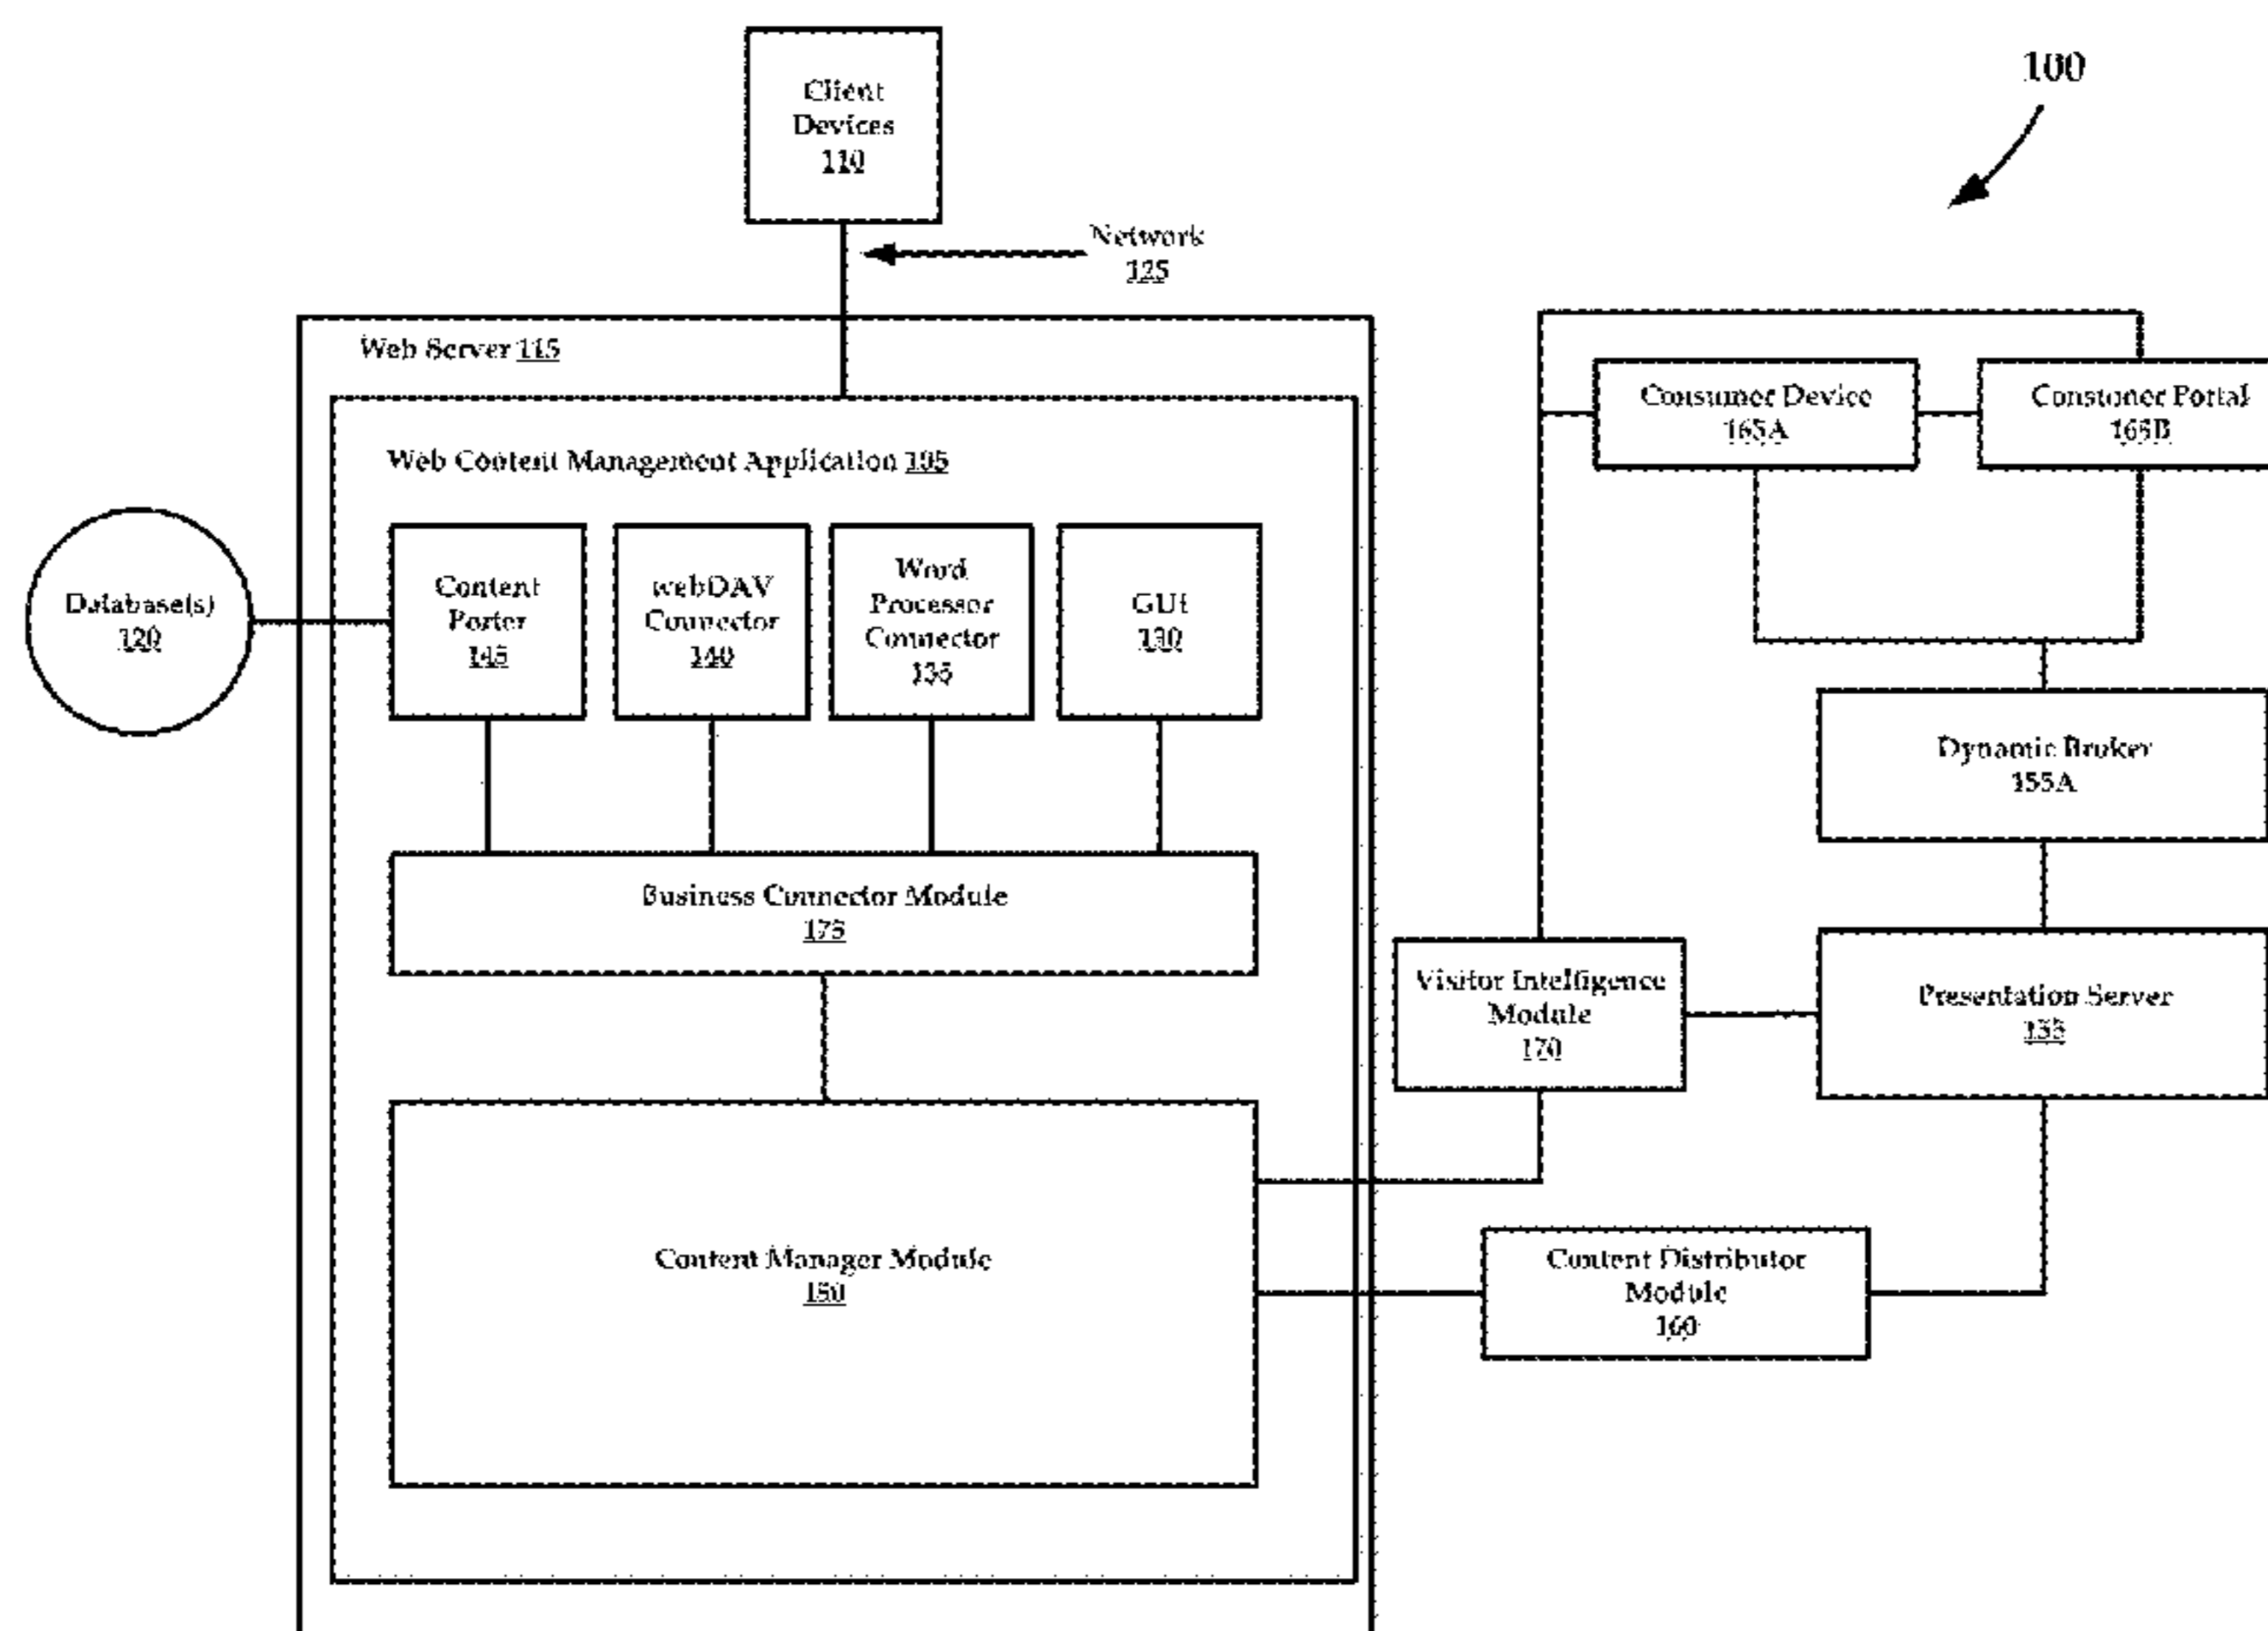 100
Client
Devices
110
Network
125
Web Server 115
Web Content Management Application 105
Consumer Device
165A
Consumer Portal
165B
Database(s)
120
Content
Porter
145
webDAV
Connector
140
Word
Processor
Connector
135
GUI
130
Dynamic Broker
155A
Business Connector Module
175
Visitor Intelligence
Module
170
Presentation Server
155
Content Manager Module
150
Content Distributor
Module
160